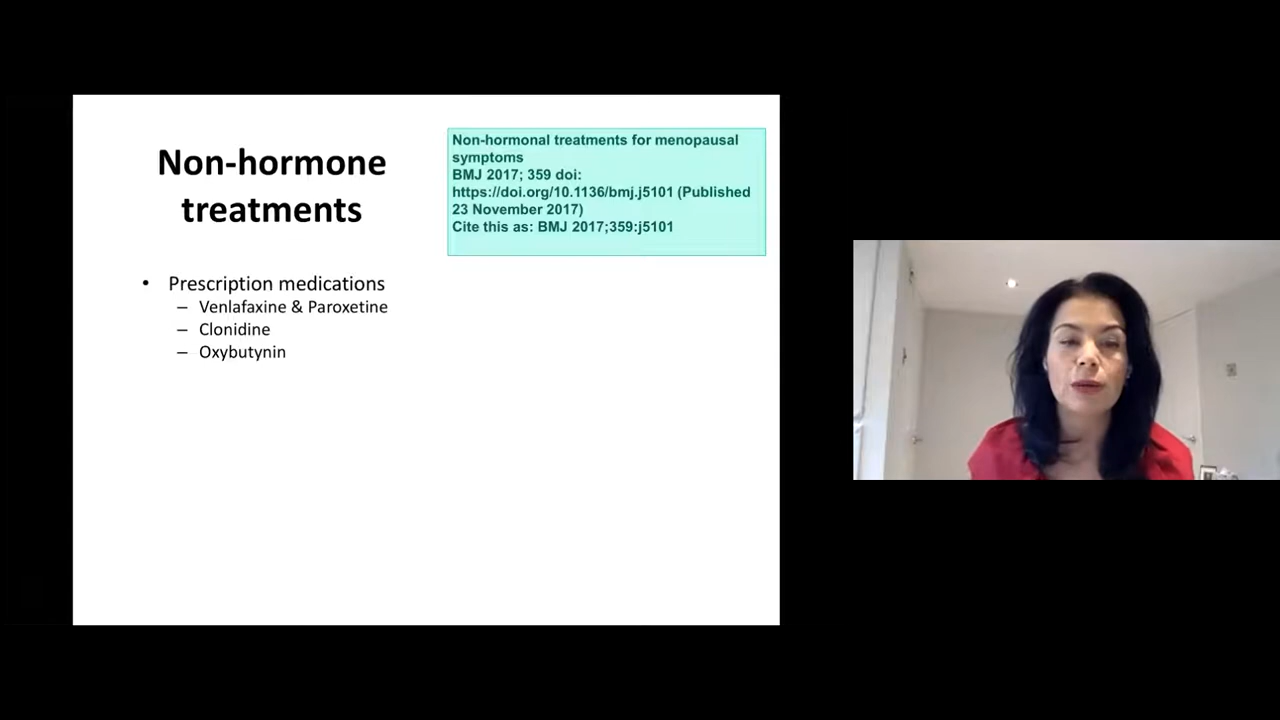 Non-hormone
treatments
Non-hormonal treatments for menopausal
symptoms
BMJ 2017; 359 doi:
https://doi.org/10.1136/bmj.j5101 (Published
23 November 2017)
Cite this as: BMJ 2017;359:j5101
• Prescription medications
– Venlafaxine & Paroxetine
– Clonidine
– Oxybutynin